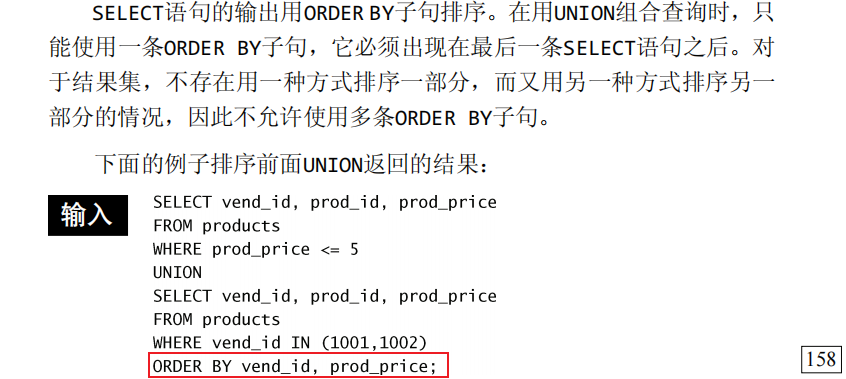 SELECT语句的输出用ORDER BY子句排序。在用UNION组合查询时，只
能使用一条ORDER BY子句，它必须出现在最后一条SELECT语句之后。对
于结果集，不存在用一种方式排序一部分，而又用另一种方式排序另一
部分的情况，因此不允许使用多条ORDER BY子句。
下面的例子排序前面UNION返回的结果：
输入
SELECT vend_id, prod_id, prod_price
FROM products
WHERE prod_price <= 5
UNION
SELECT vend_id, prod_id, prod_price
FROM products
WHERE vend_id IN (1001,1002)
ORDER BY vend_id, prod_price;
158